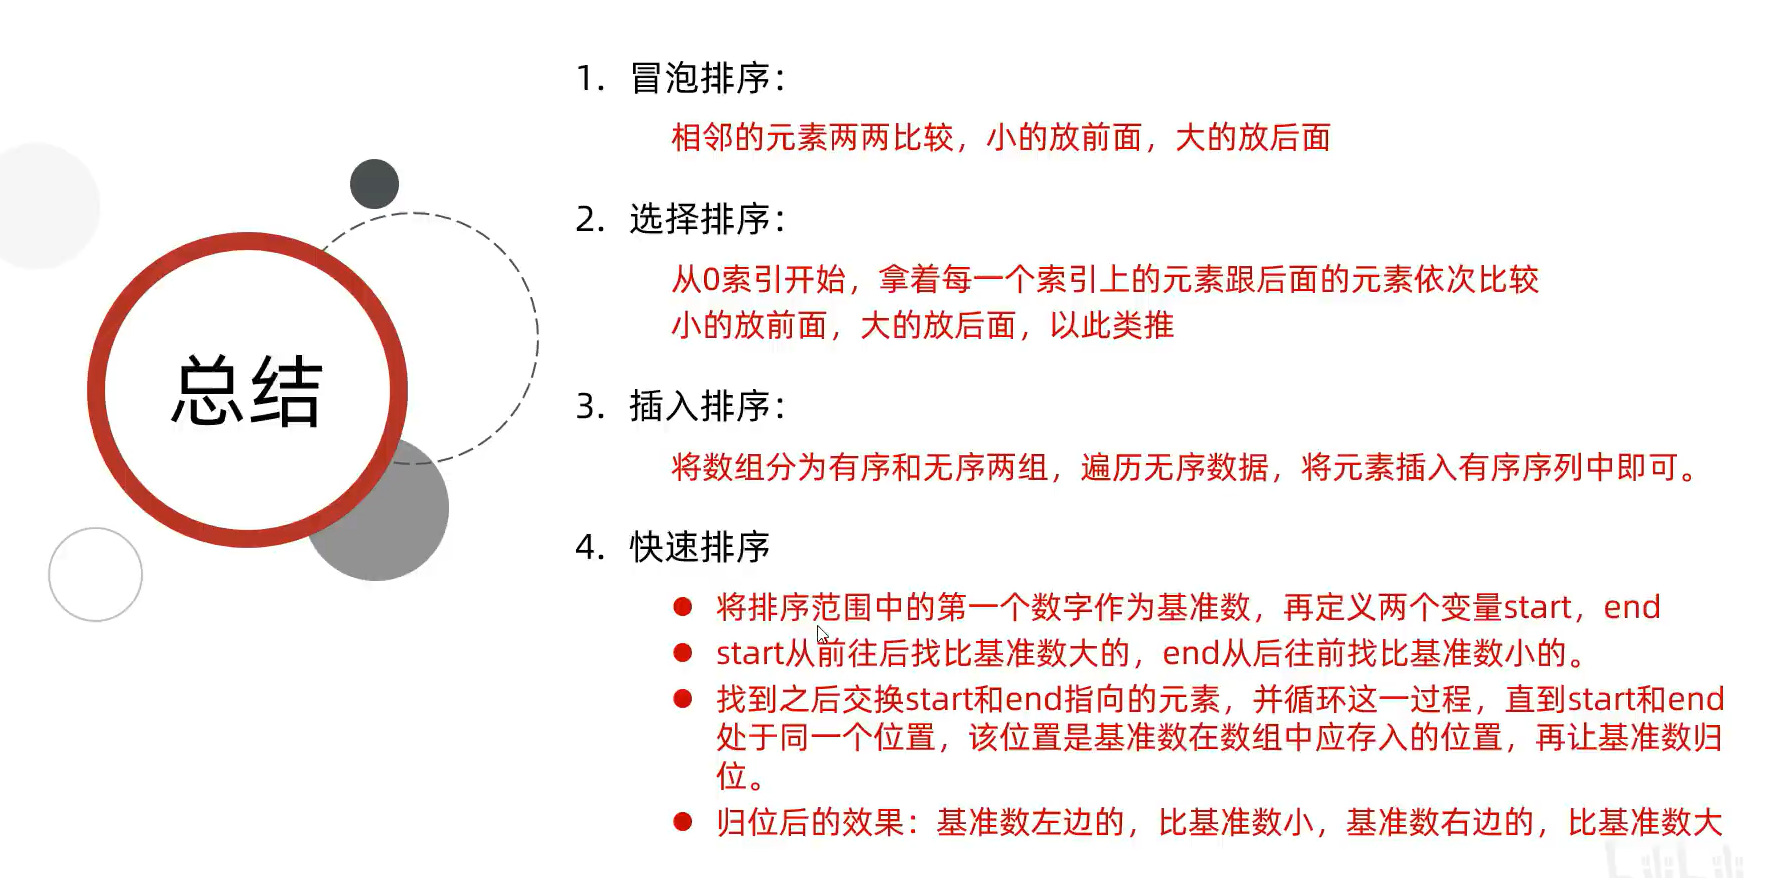 总结
1. 冒泡排序：
相邻的元素两两比较，小的放前面，大的放后面
2. 选择排序：
从0索引开始，拿着每一个索引上的元素跟后面的元素依次比较
小的放前面，大的放后面，以此类推
3. 插入排序：
将数组分为有序和无序两组，遍历无序数据，将元素插入有序序列中即可。
4. 快速排序
将排序范围中的第一个数字作为基准数，再定义两个变量start，end
start从前往后找比基准数大的，end从后往前找比基准数小的。
找到之后交换start和end指向的元素，并循环这一过程，直到start和end
处于同一个位置，该位置是基准数在数组中应存入的位置，再让基准数归
位。
归位后的效果：基准数左边的，比基准数小，基准数右边的，比基准数大